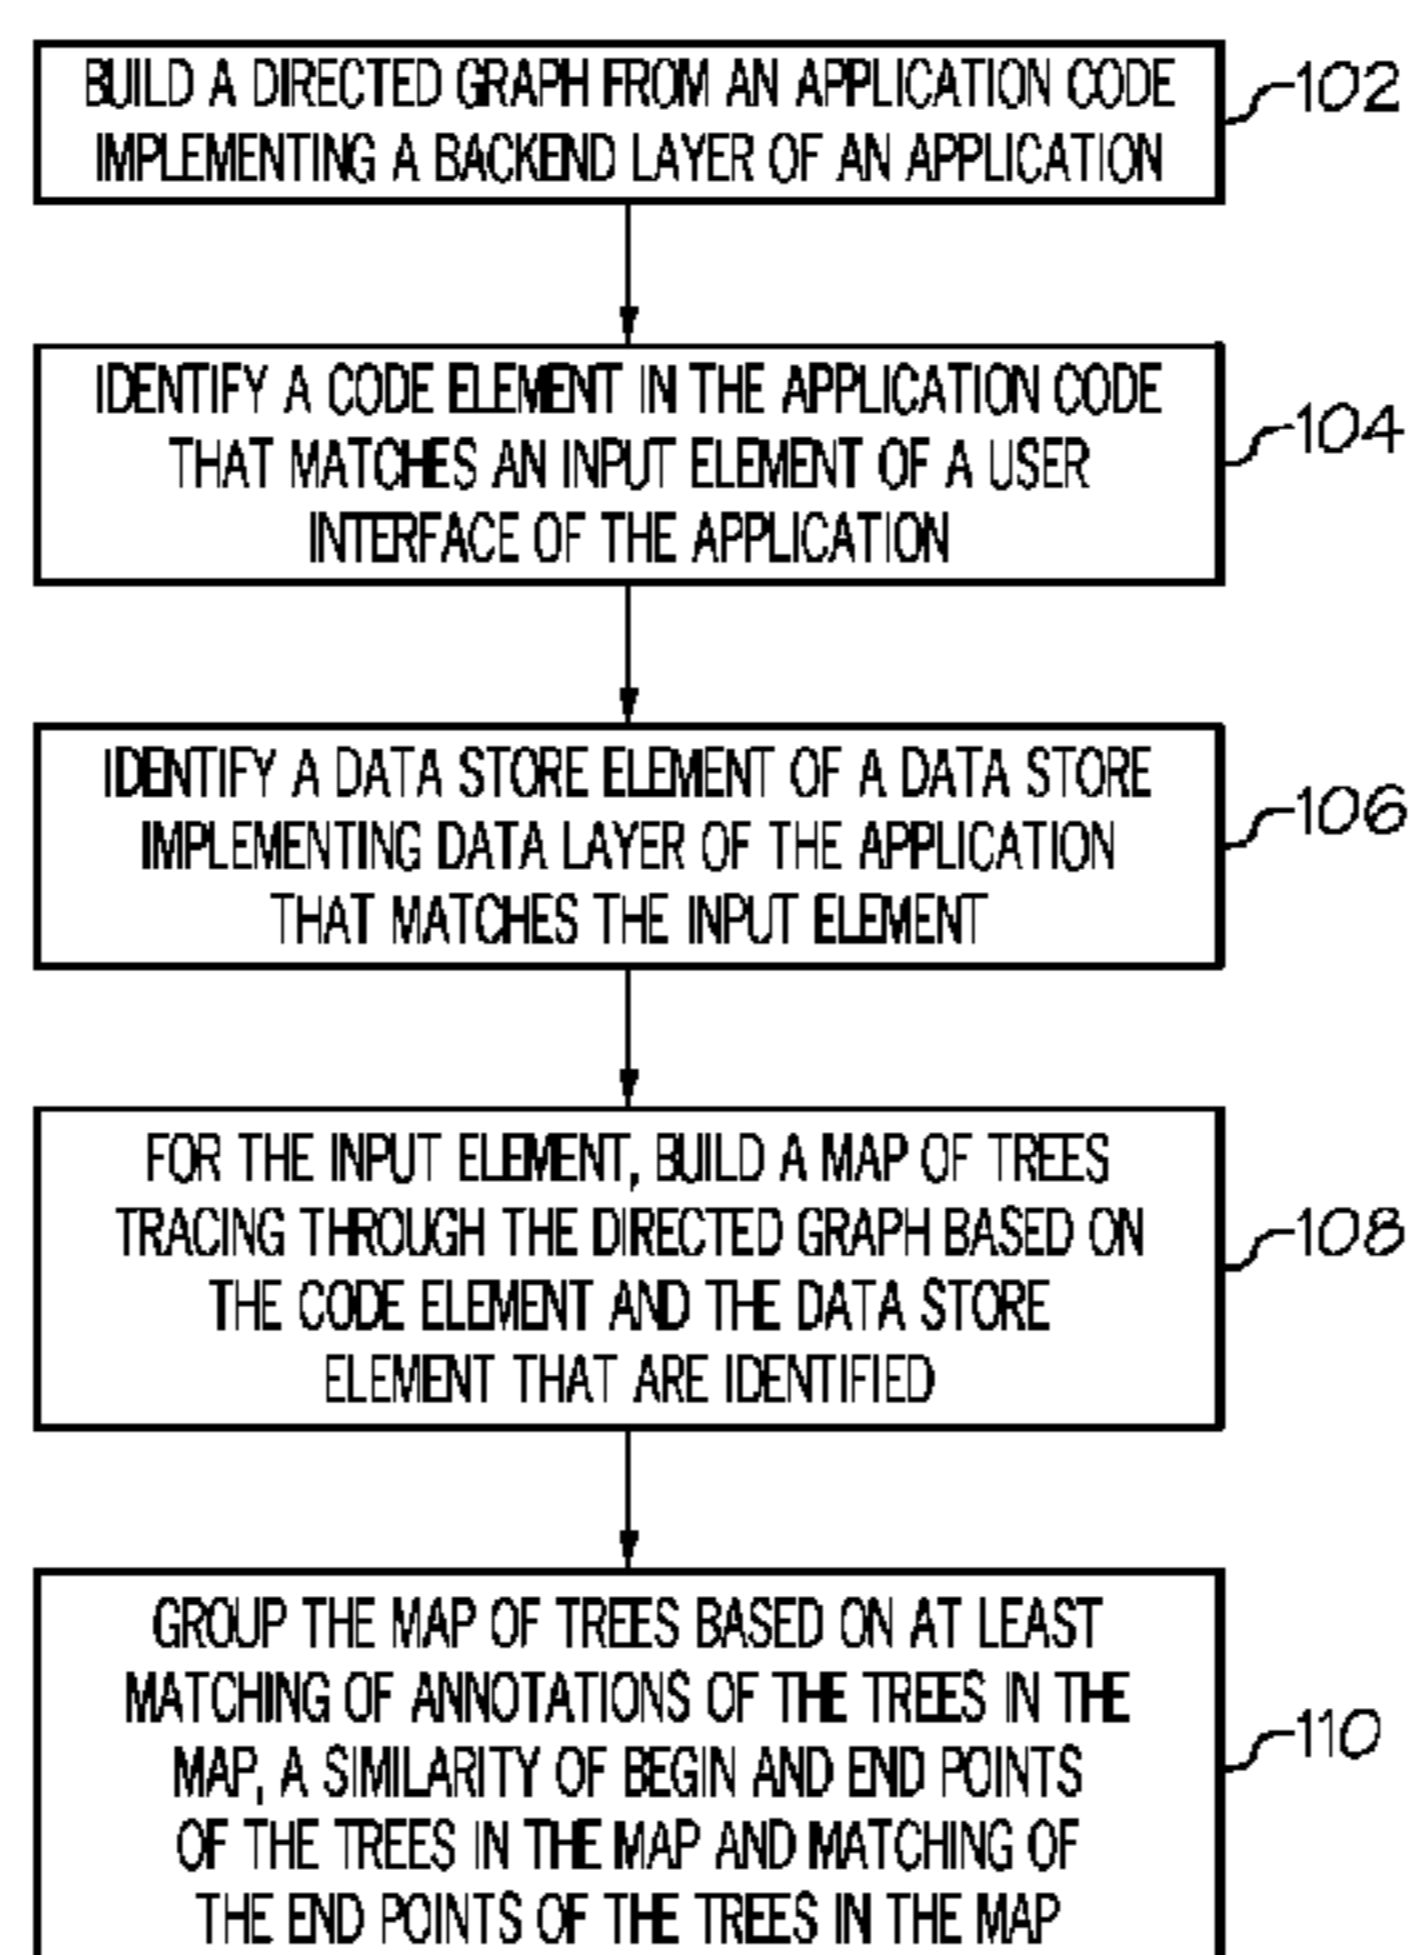 BUILD A DIRECTED GRAPH FROM AN APPLICATION CODE
IMPLEMENTING A BACKEND LAYER OF AN APPLICATION
102
IDENTIFY A CODE ELEMENT IN THE APPLICATION CODE
THAT MATCHES AN INPUT ELEMENT OF A USER
INTERFACE OF THE APPLICATION
104
IDENTIFY A DATA STORE ELEMENT OF A DATA STORE
IMPLEMENTING DATA LAYER OF THE APPLICATION
THAT MATCHES THE INPUT ELEMENT
106
FOR THE INPUT ELEMENT, BUILD A MAP OF TREES
TRACING THROUGH THE DIRECTED GRAPH BASED ON
THE CODE ELEMENT AND THE DATA STORE
ELEMENT THAT ARE IDENTIFIED
108
GROUP THE MAP OF TREES BASED ON AT LEAST
MATCHING OF ANNOTATIONS OF THE TREES IN THE
MAP, A SIMILARITY OF BEGIN AND END POINTS
OF THE TREES IN THE MAP AND MATCHING OF
THE END POINTS OF THE TREES IN THE MAP
110